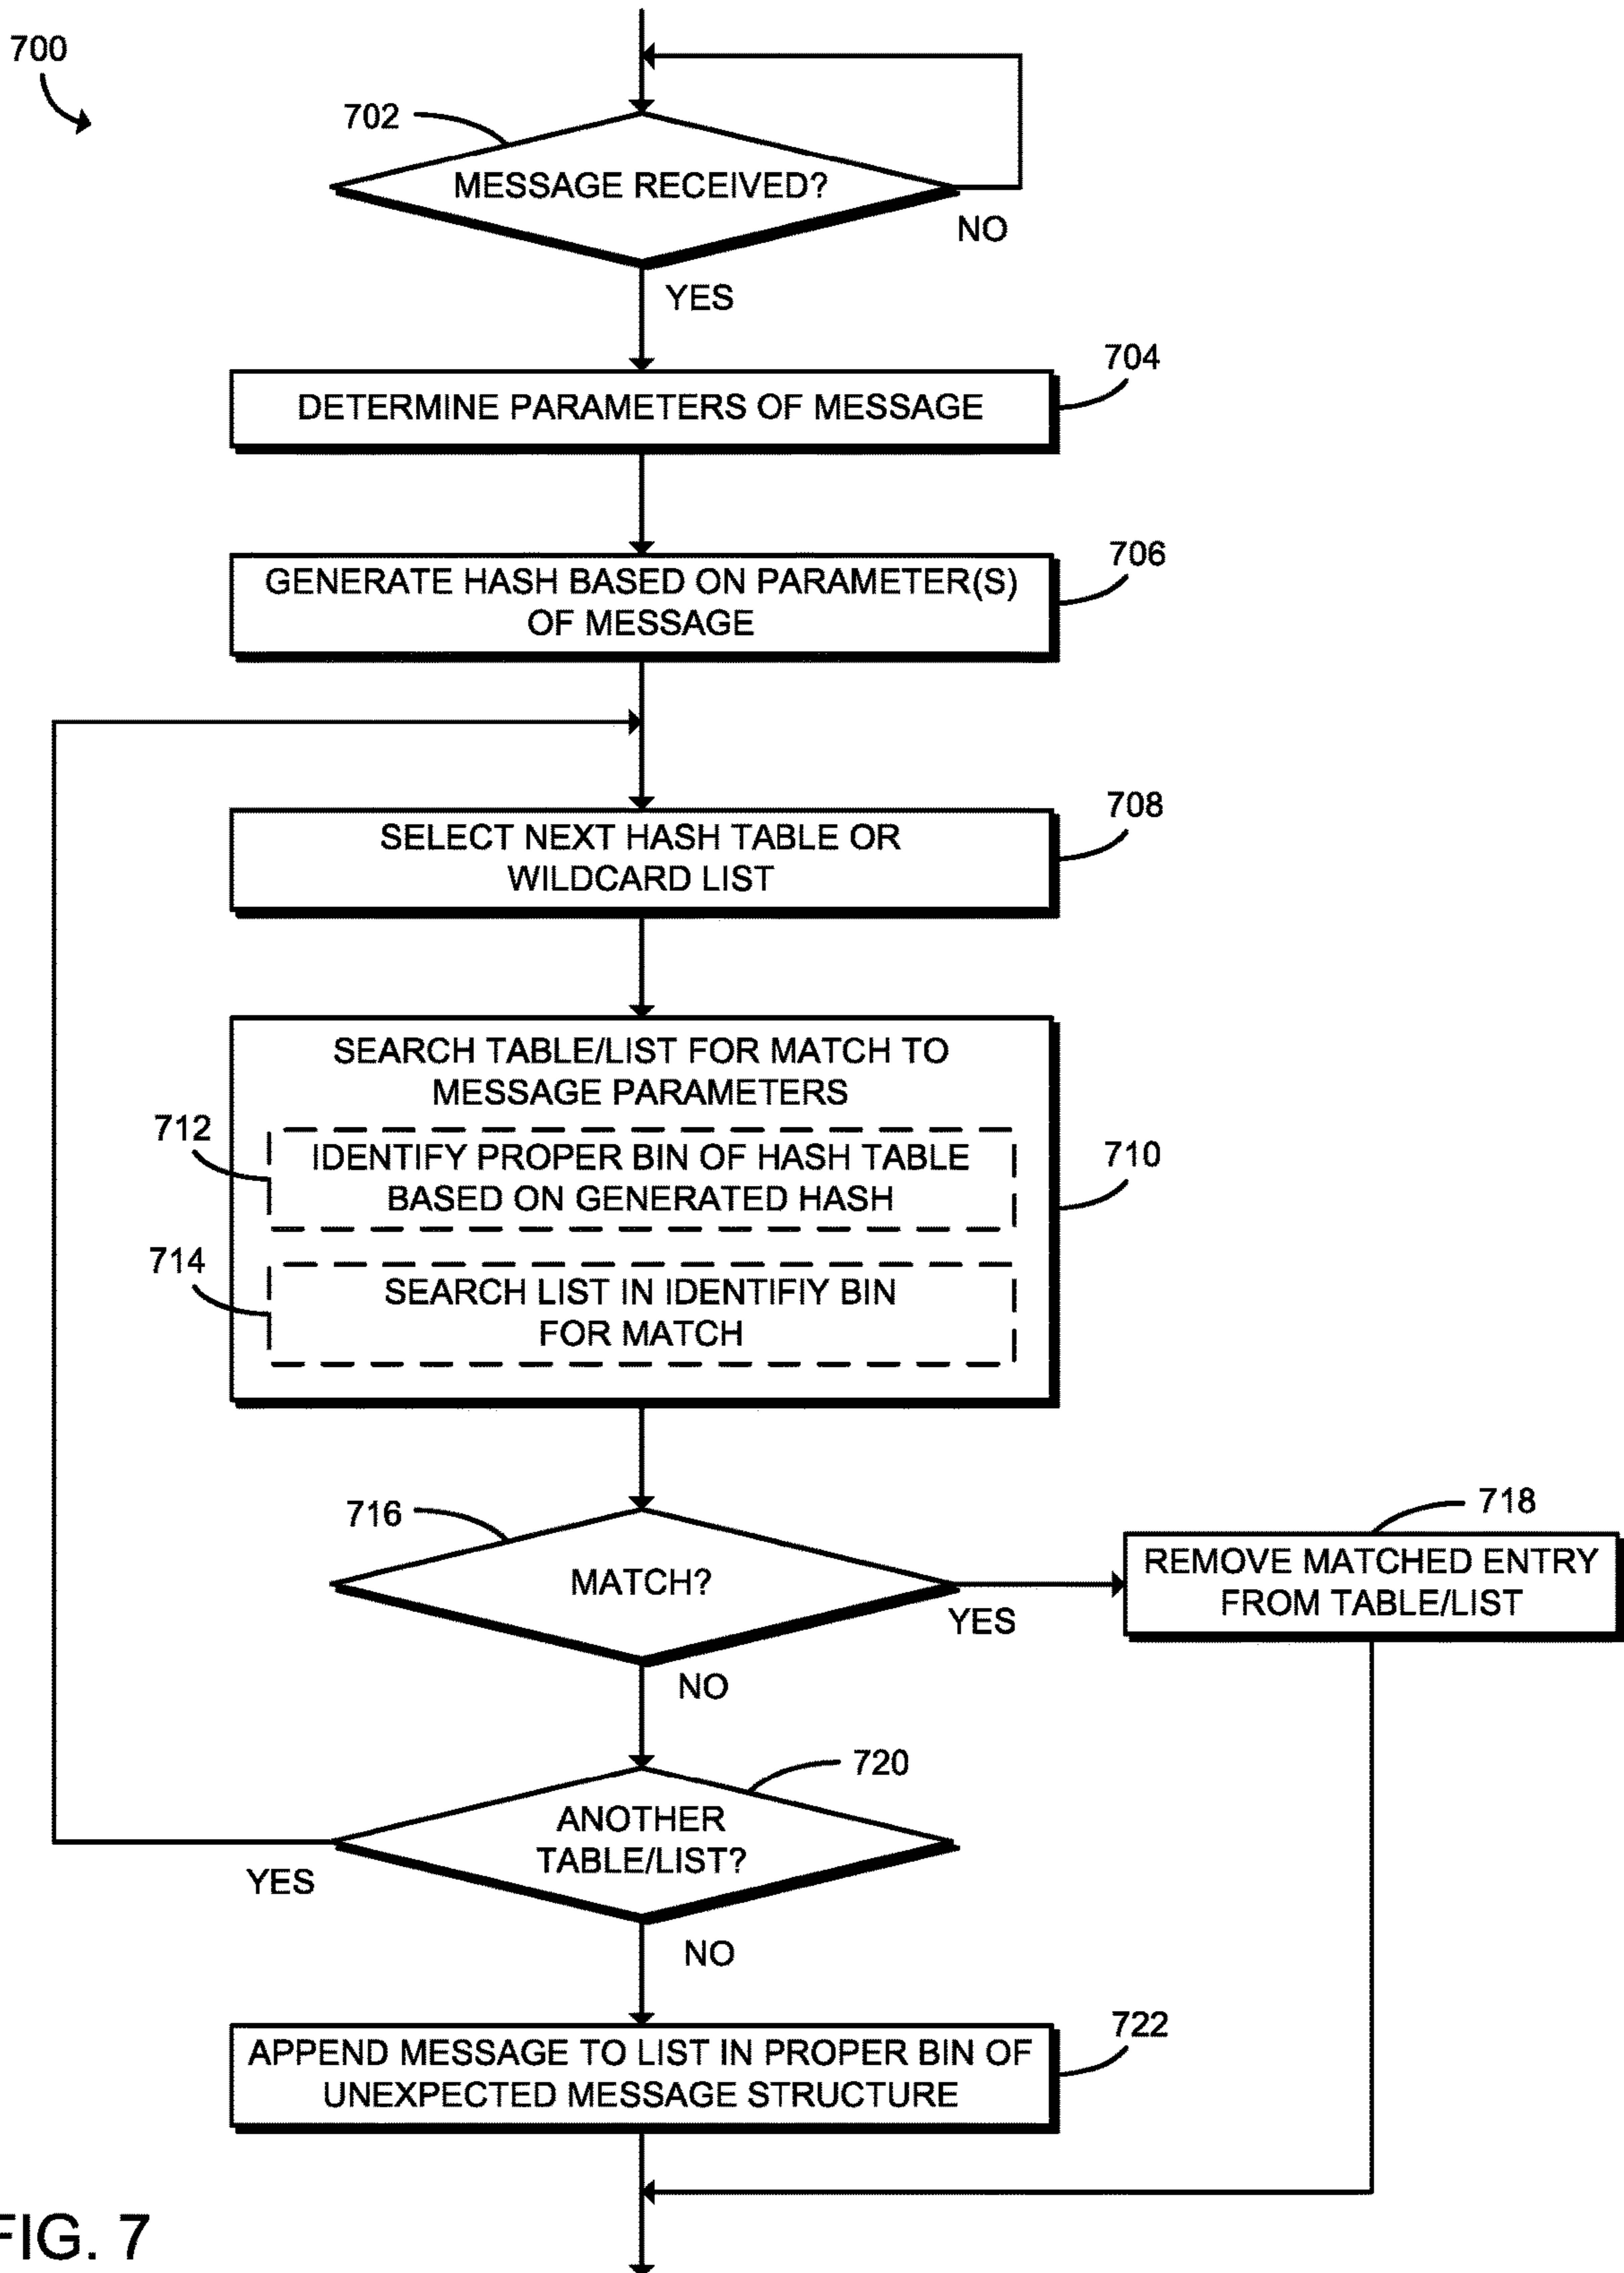 700
702
MESSAGE RECEIVED?
NO
YES
704
DETERMINE PARAMETERS OF MESSAGE
706
GENERATE HASH BASED ON PARAMETER(S)
OF MESSAGE
708
SELECT NEXT HASH TABLE OR
WILDCARD LIST
710
SEARCH TABLE/LIST FOR MATCH TO
MESSAGE PARAMETERS
712
IDENTIFY PROPER BIN OF HASH TABLE
BASED ON GENERATED HASH
714
SEARCH LIST IN IDENTIFIY BIN
FOR MATCH
716
MATCH?
YES
NO
718
REMOVE MATCHED ENTRY
FROM TABLE/LIST
720
ANOTHER
TABLE/LIST?
YES
NO
722
APPEND MESSAGE TO LIST IN PROPER BIN OF
UNEXPECTED MESSAGE STRUCTURE
FIG. 7